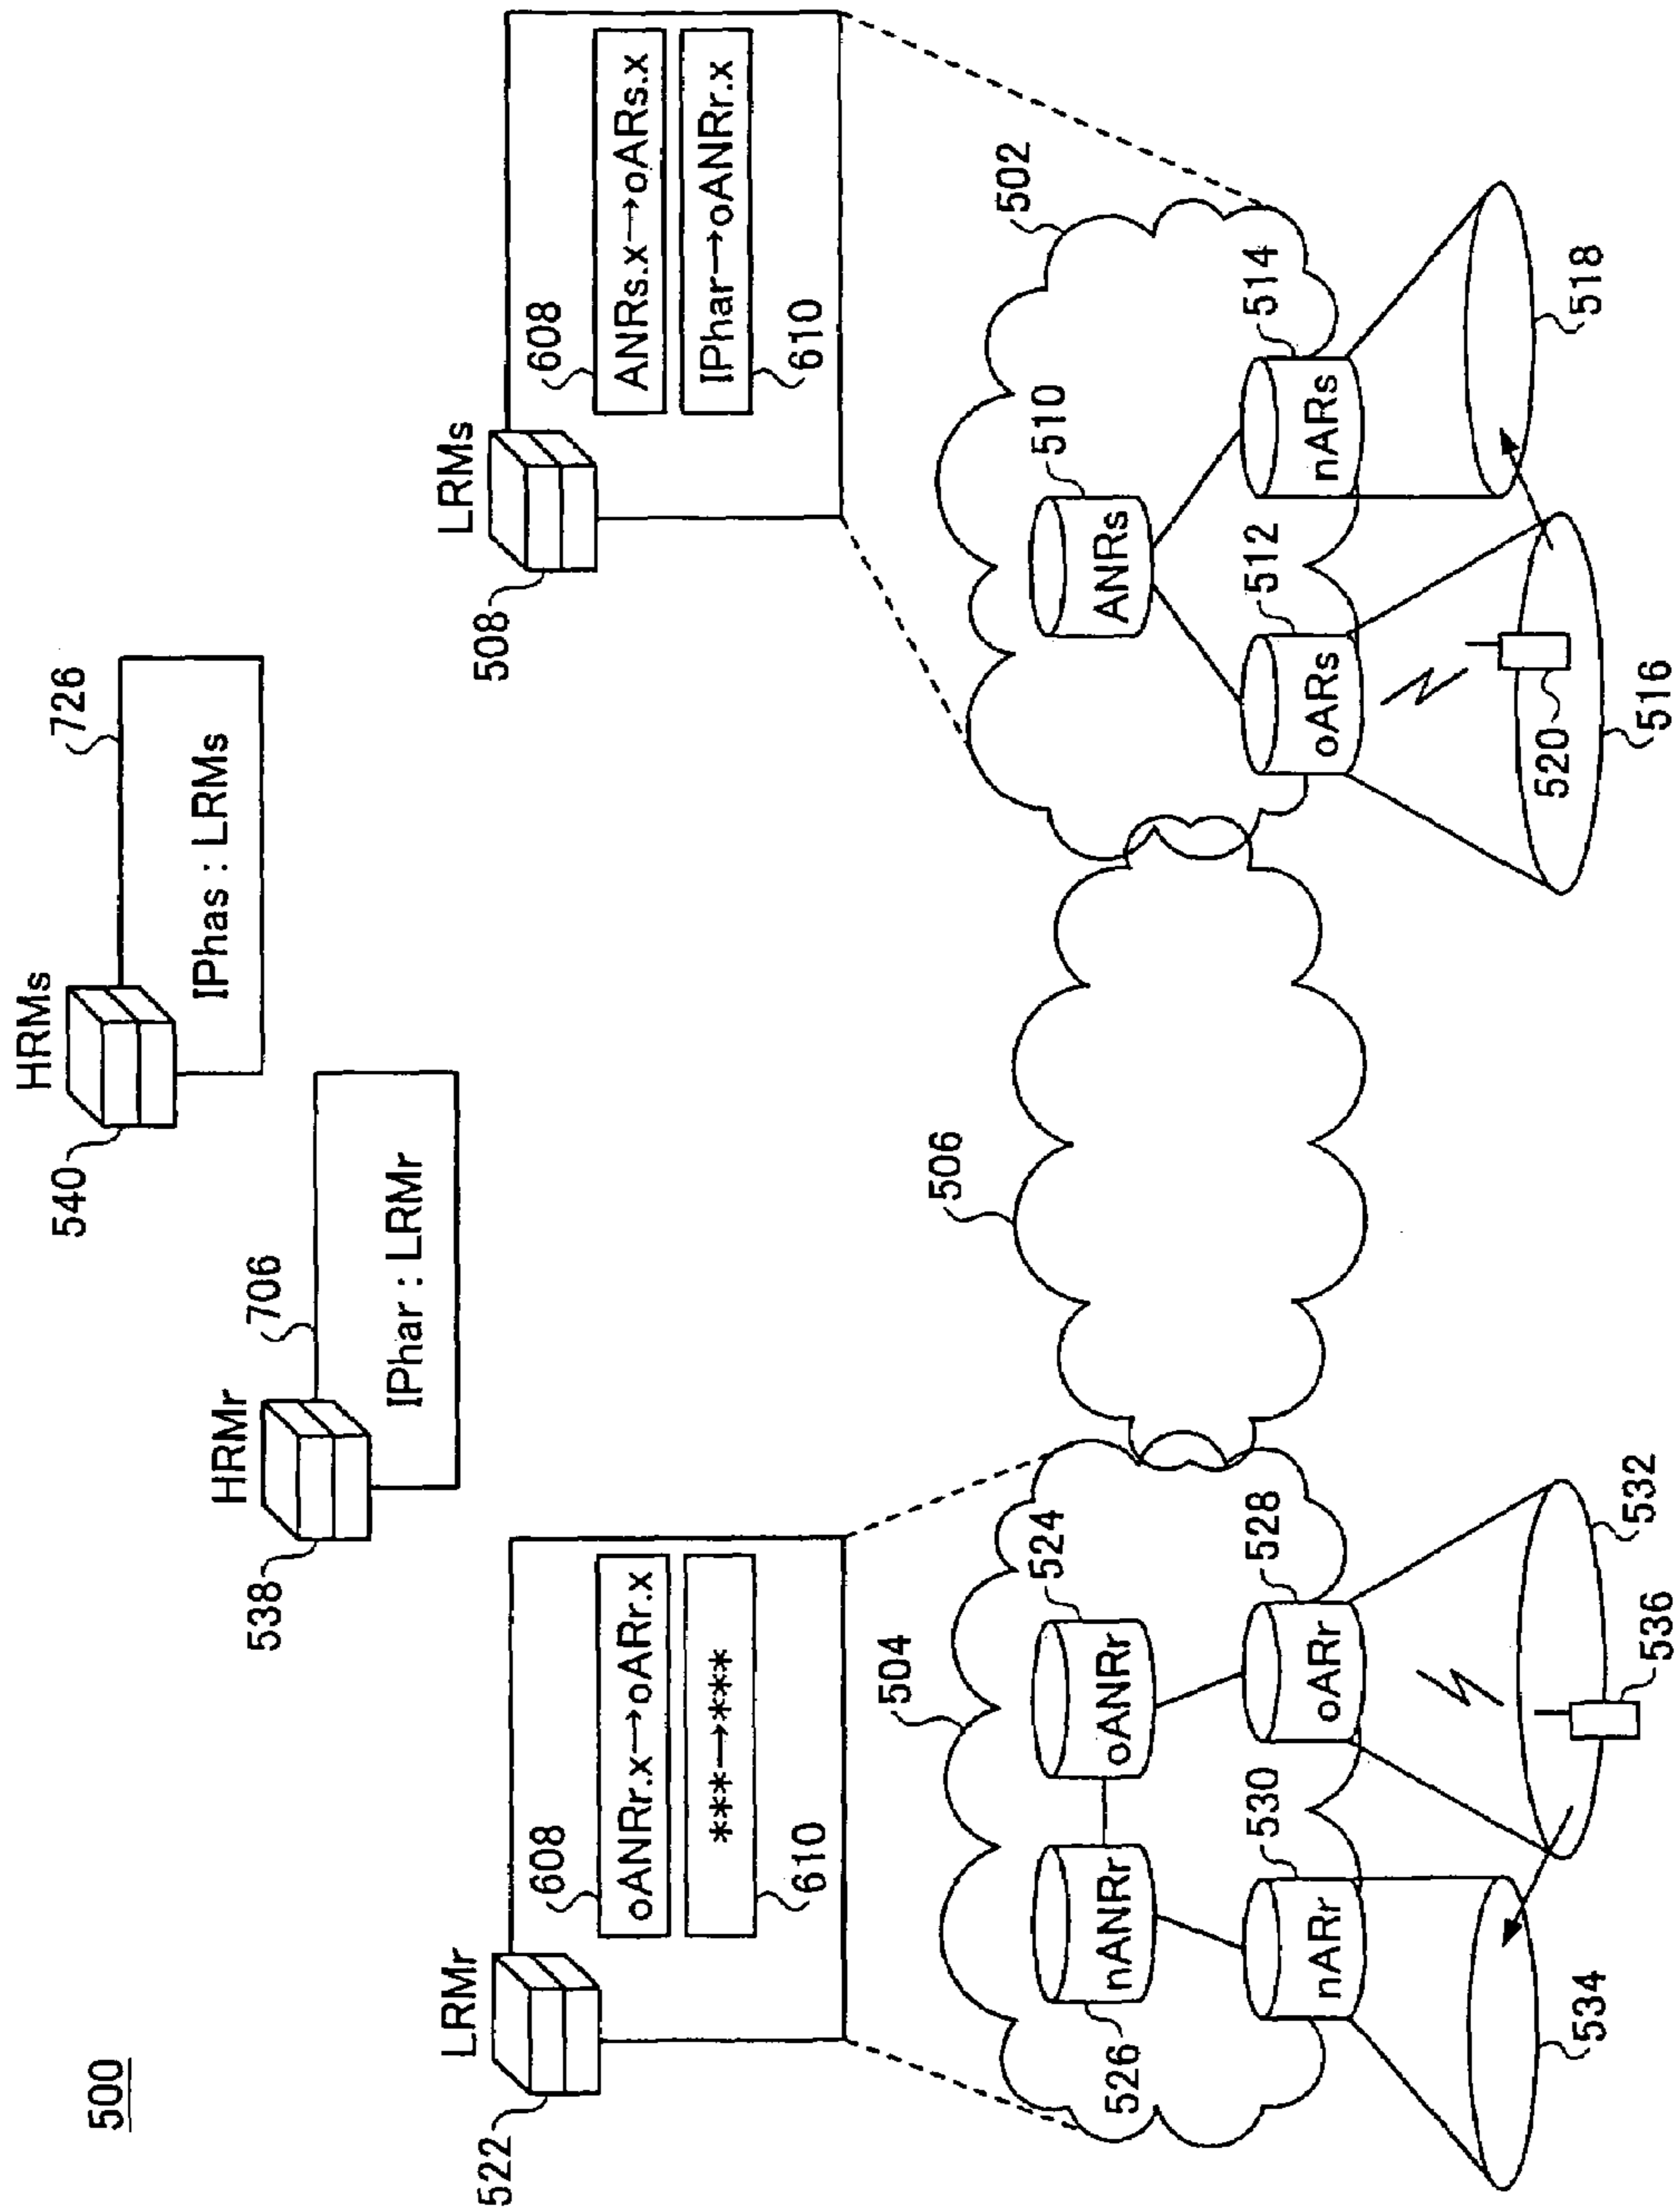 500
HRMs
540
726
IPhas : LRMs
HRMr
538
706
IPhar : LRMr
LRMr
522
608
oANRr.x→oARr.x
***→***
610
LRMs
508
608
ANRs.x→oARs.x
IPhar→oANRr.x
610
504
524
oANRr
nANRr
526
528
oARr
530
nARr
532
534
536
506
502
510
ANRs
512
oARs
514
nARs
516
518
520